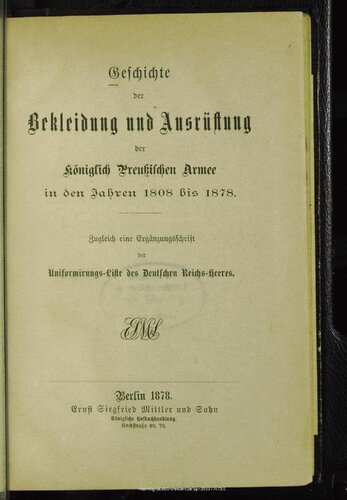 Geschichte
der
Bekleidung und Ausrüstung
der
Königlich Preußischen Armee
in den Jahren 1808 bis 1878.
Zugleich eine Ergänzungsschrift
der
Uniformirungs-Liste des Deutschen Reichs-Heeres.
Berlin 1878.
Ernst Siegfried Mittler und Sohn
Königliche Hofbuchhandlung.
Kochstraße 69, 70.